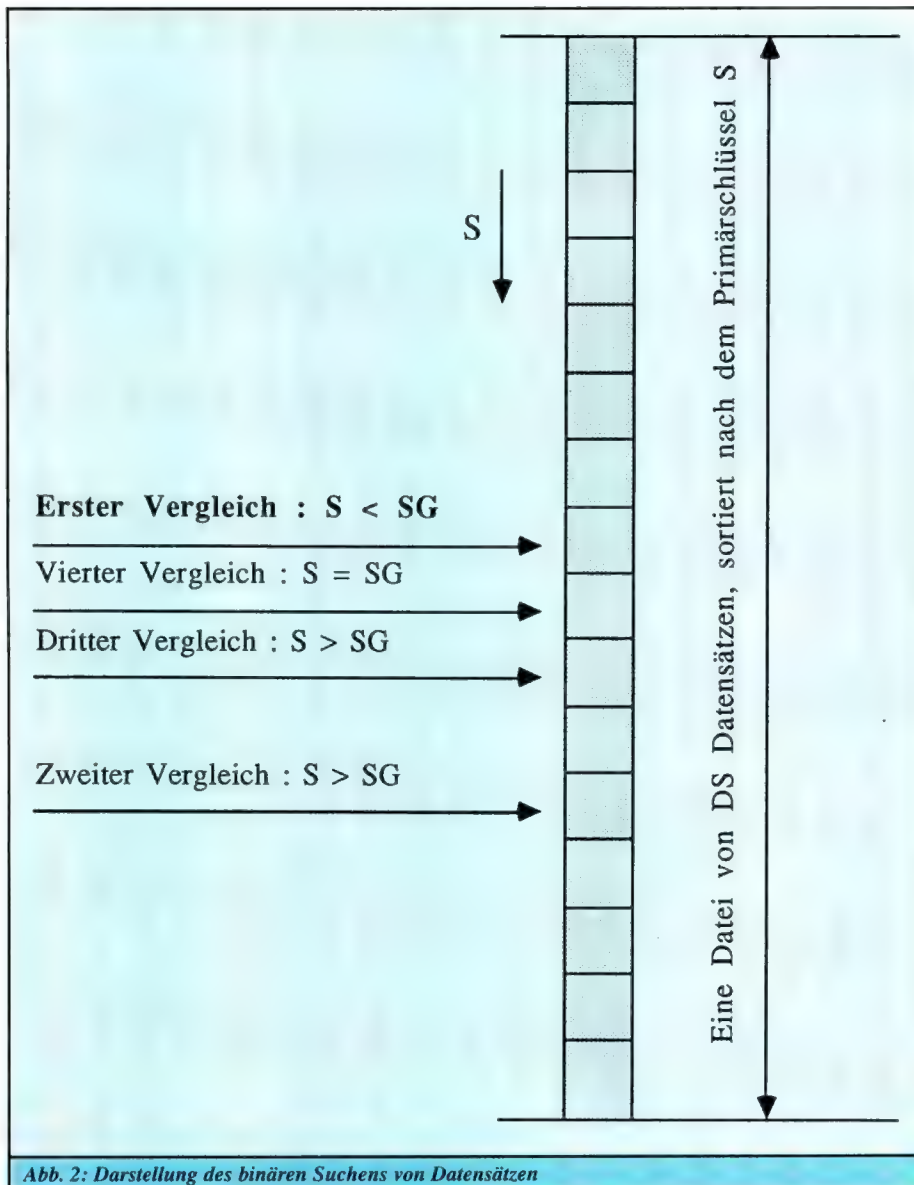 S
Erster Vergleich : S < SG
Vierter Vergleich : S = SG
Dritter Vergleich : S > SG
Zweiter Vergleich : S > SG
Eine Datei von DS Datensätzen, sortiert nach dem Primärschlüssel S
Abb. 2: Darstellung des binären Suchens von Datensätzen